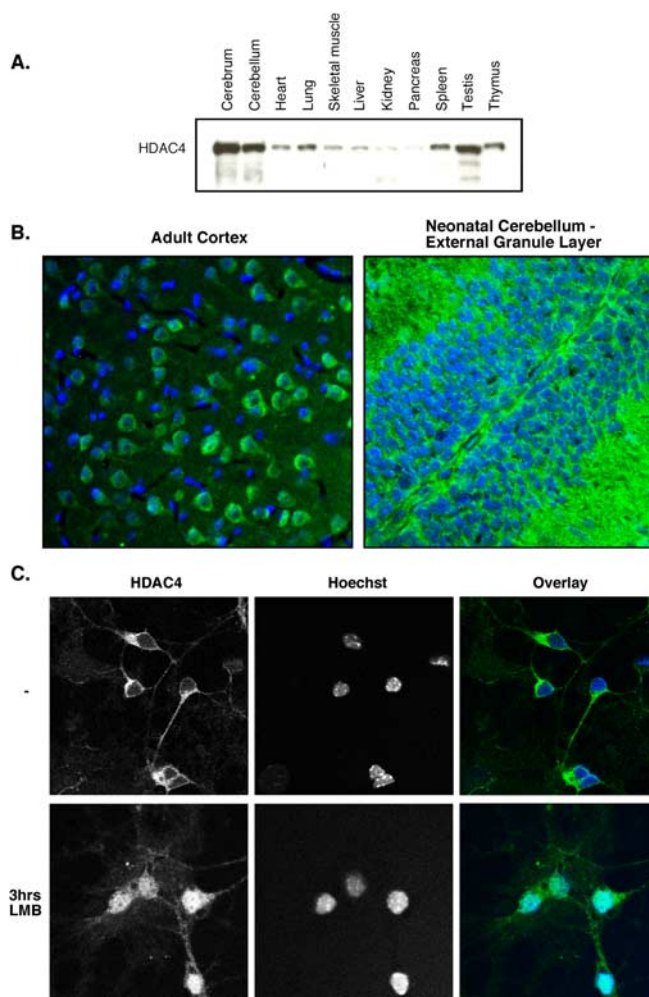 A.
Cerebrum
Cerebellum
Heart
Lung
Skeletal muscle
Liver
Kidney
Pancreas
Spleen
Testis
Thymus
HDAC4
B.
Adult Cortex
Neonatal Cerebellum -
External Granule Layer
C.
HDAC4
Hoechst
Overlay
-
3hrs
LMB